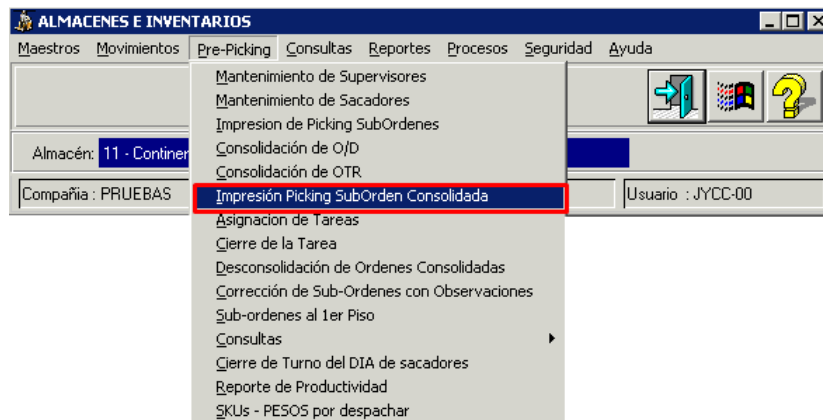 ALMACENES E INVENTARIOS
Maestros Movimientos Pre-Picking Consultas Reportes Procesos Seguridad Ayuda
Mantenimiento de Supervisores
Mantenimiento de Sacadores
Impresion de Picking SubOrdenes
Almacén: 11 - Continen
Consolidación de O/D
Consolidación de OTR
Compañia : PRUEBAS
Impresión Picking SubOrden Consolidada
Usuario : JYCC-00
Asignacion de Tareas
Cierre de la Tarea
Desconsolidación de Ordenes Consolidadas
Corrección de Sub-Ordenes con Observaciones
Sub-ordenes al 1er Piso
Consultas
Cierre de Turno del DIA de sacadores
Reporte de Productividad
SKUs - PESOS por despachar